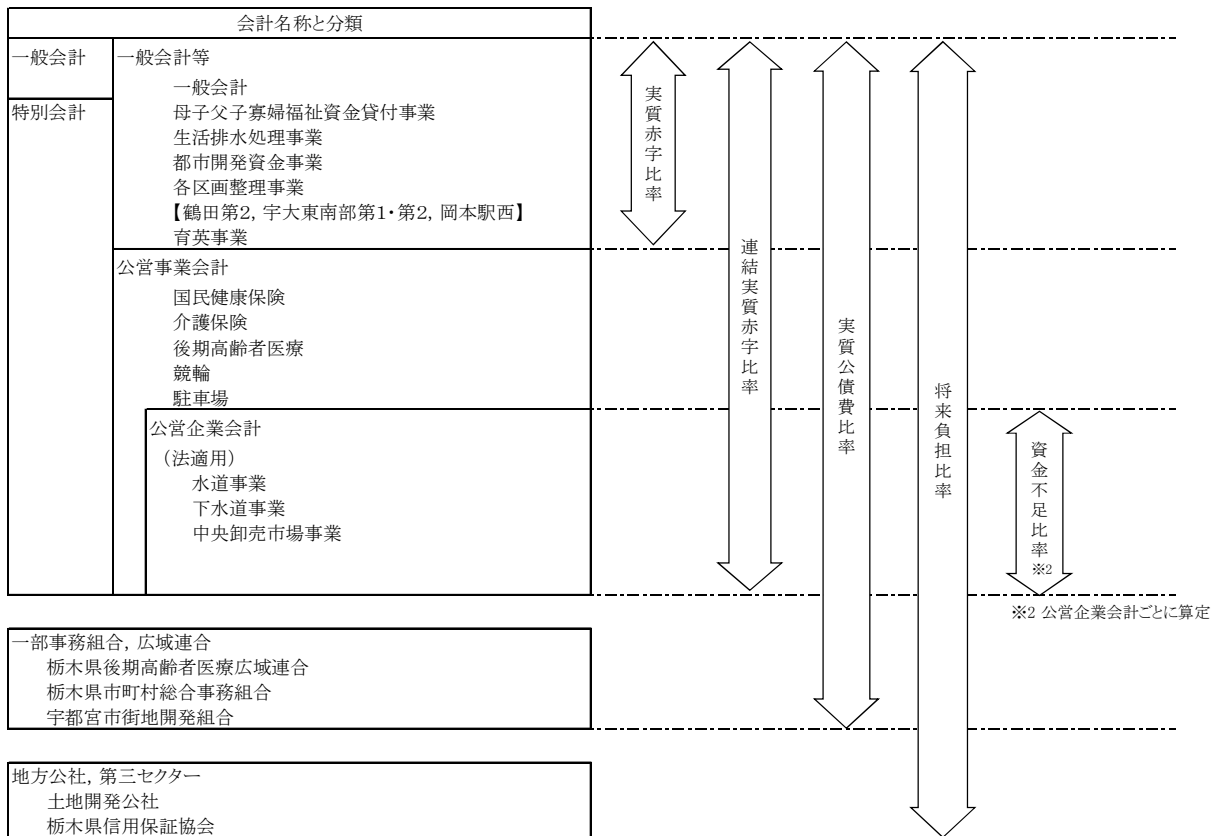 会計名称と分類
一般会計
一般会計等
一般会計
特別会計
母子父子寡婦福祉資金貸付事業
生活排水処理事業
都市開発資金事業
各区画整理事業
【鶴田第2, 宇大東南部第1・第2, 岡本駅西】
育英事業
公営事業会計
国民健康保険
介護保険
後期高齢者医療
競輪
駐車場
公営企業会計
(法適用)
水道事業
下水道事業
中央卸売市場事業
実質赤字比率
連結実質赤字比率
実質公債費比率
将来負担比率
資金不足比率※2
※2 公営企業会計ごとに算定
一部事務組合, 広域連合
栃木県後期高齢者医療広域連合
栃木県市町村総合事務組合
宇都宮市街地開発組合
地方公社, 第三セクター
土地開発公社
栃木県信用保証協会